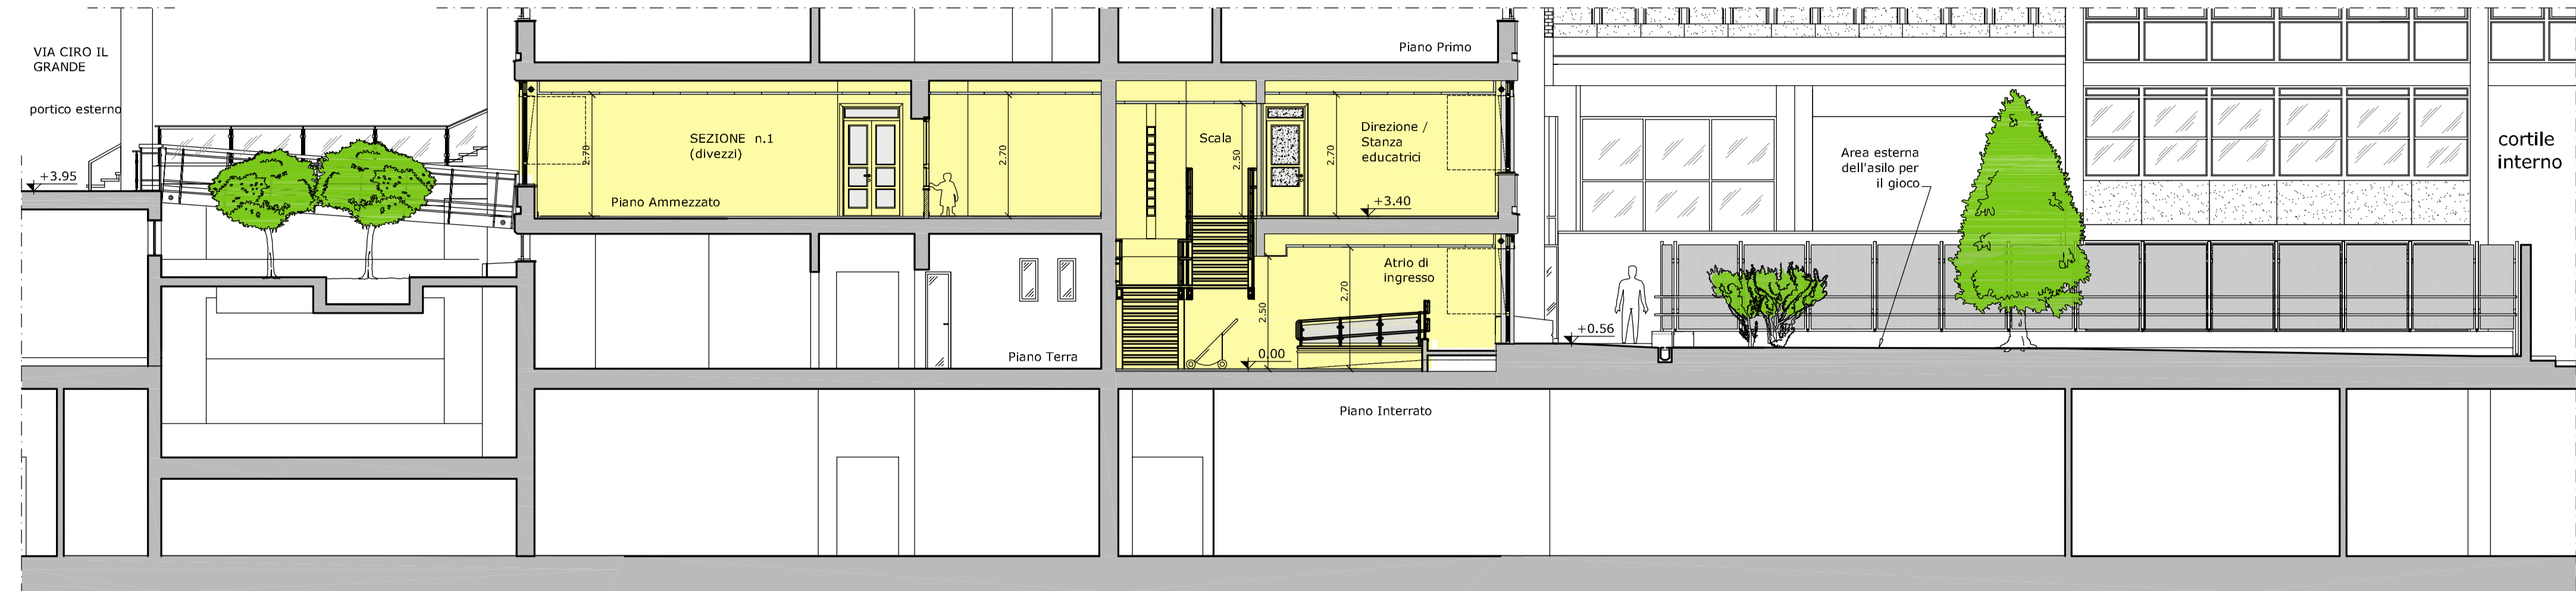 VIA CIRO IL
GRANDE
portico esterno
+3.95
SEZIONE n.1
(divezzi)
2.70
Piano Ammezzato
2.70
Scala
2.50
2.70
Direzione /
Stanza
educatrici
+3.40
Piano Primo
Atrio di
ingresso
2.50
2.70
0.00
Piano Terra
Piano Interrato
+0.56
Area esterna
dell'asilo per
il gioco
cortile
interno